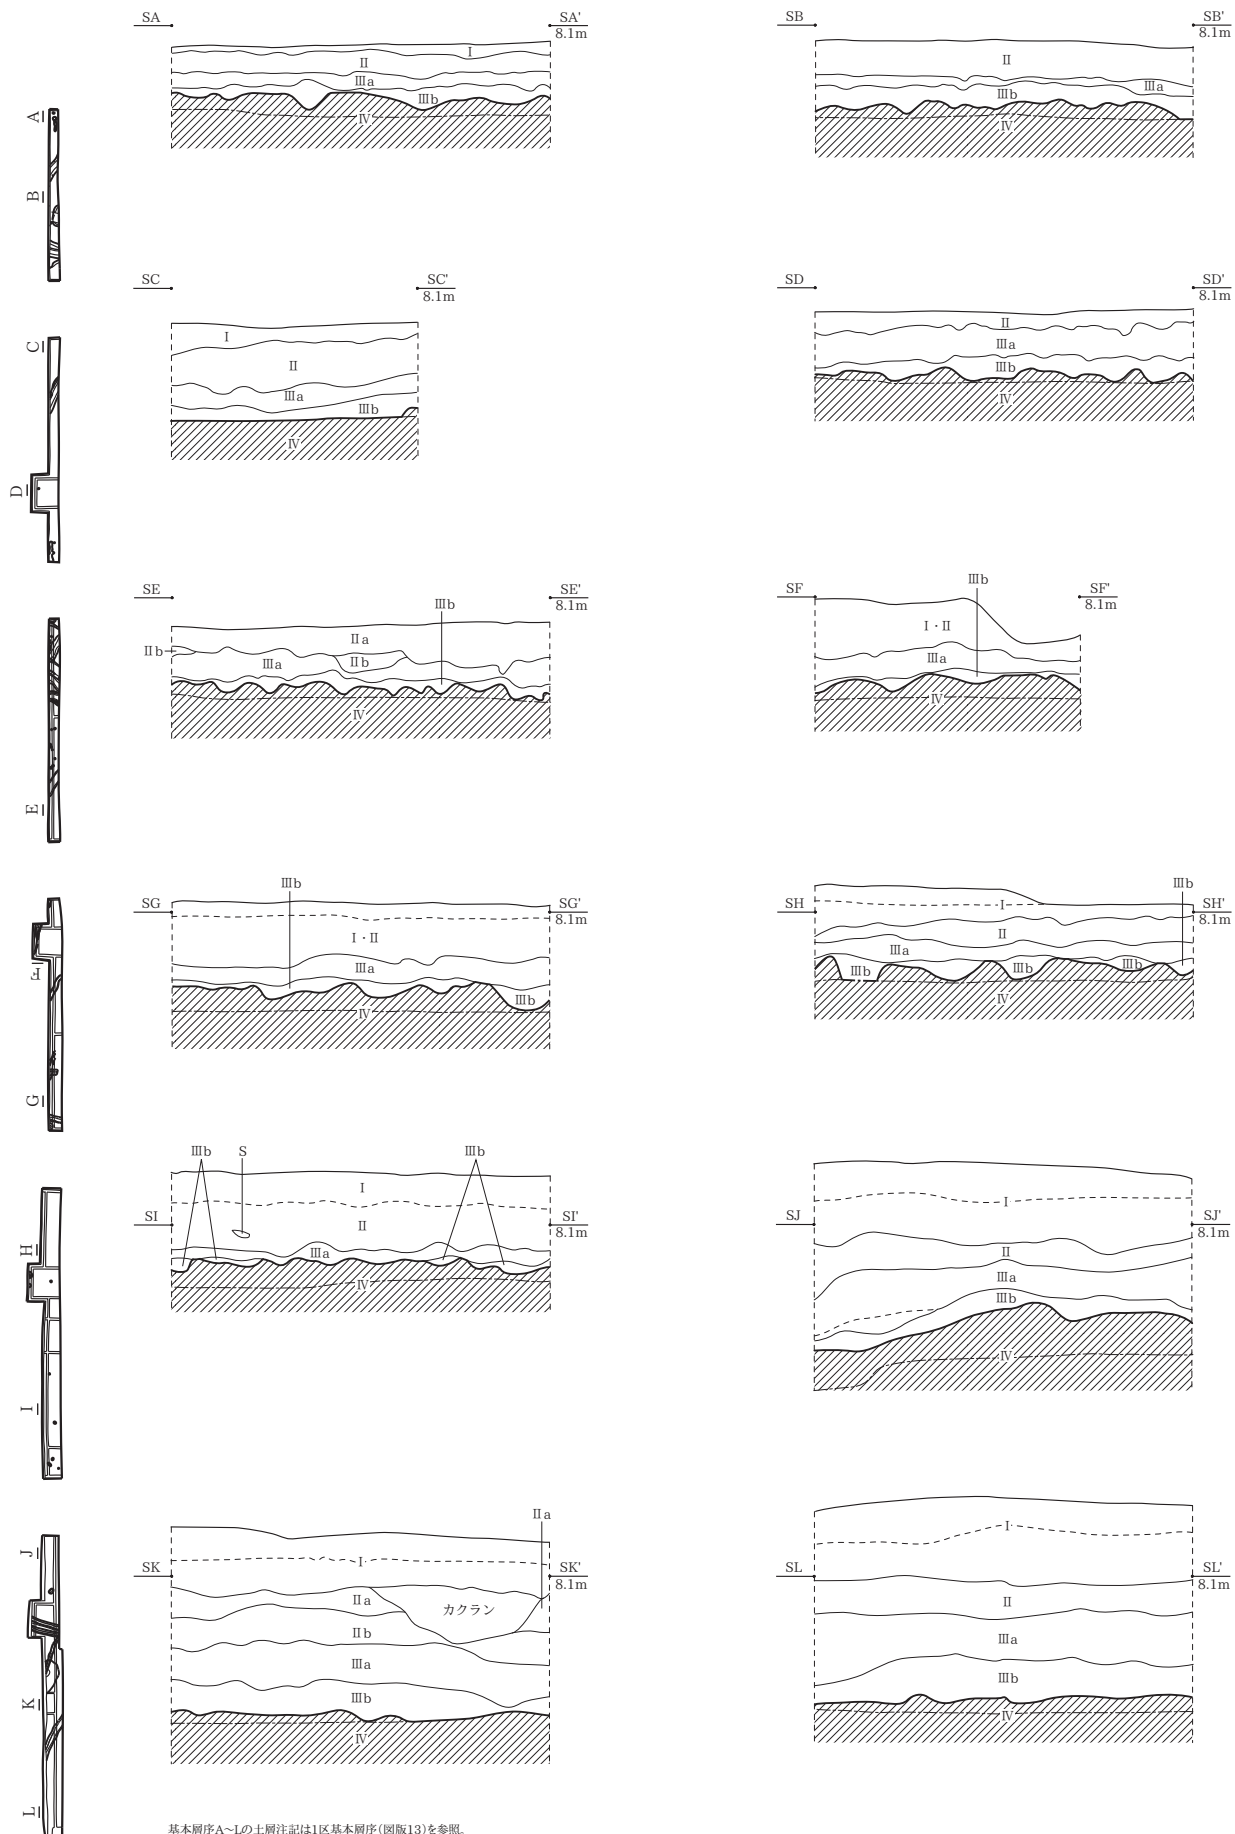 SA
SA'
8.1m
I
II
Ⅲa
Ⅲb
Ⅳ
SB
SB'
8.1m
II
Ⅲa
Ⅲb
Ⅳ
A
B
SC
SC'
8.1m
I
II
Ⅲa
Ⅲb
Ⅳ
SD
SD'
8.1m
II
Ⅲa
Ⅲb
Ⅳ
C
D
SE
SE'
8.1m
Ⅲb
Ⅱa
Ⅱb
Ⅲa
Ⅱb
Ⅳ
SF
SF'
8.1m
Ⅲb
I・II
Ⅲa
Ⅳ
E
SG
SG'
8.1m
Ⅲb
I・II
Ⅲa
Ⅲb
Ⅳ
SH
SH'
8.1m
Ⅲb
I
II
Ⅲa
Ⅲb
Ⅲb
Ⅲb
Ⅳ
F
G
SI
SI'
8.1m
Ⅲb
S
Ⅲb
I
II
Ⅲa
Ⅳ
SJ
SJ'
8.1m
I
II
Ⅲa
Ⅲb
Ⅳ
H
I
SK
SK'
8.1m
Ⅱa
I
Ⅱa
カクラン
Ⅱb
Ⅲa
Ⅲb
Ⅳ
SL
SL'
8.1m
I
II
Ⅲa
Ⅲb
Ⅳ
J
K
L
基本層序A～Lの土層注記は1区基本層序(図版13)を参照。